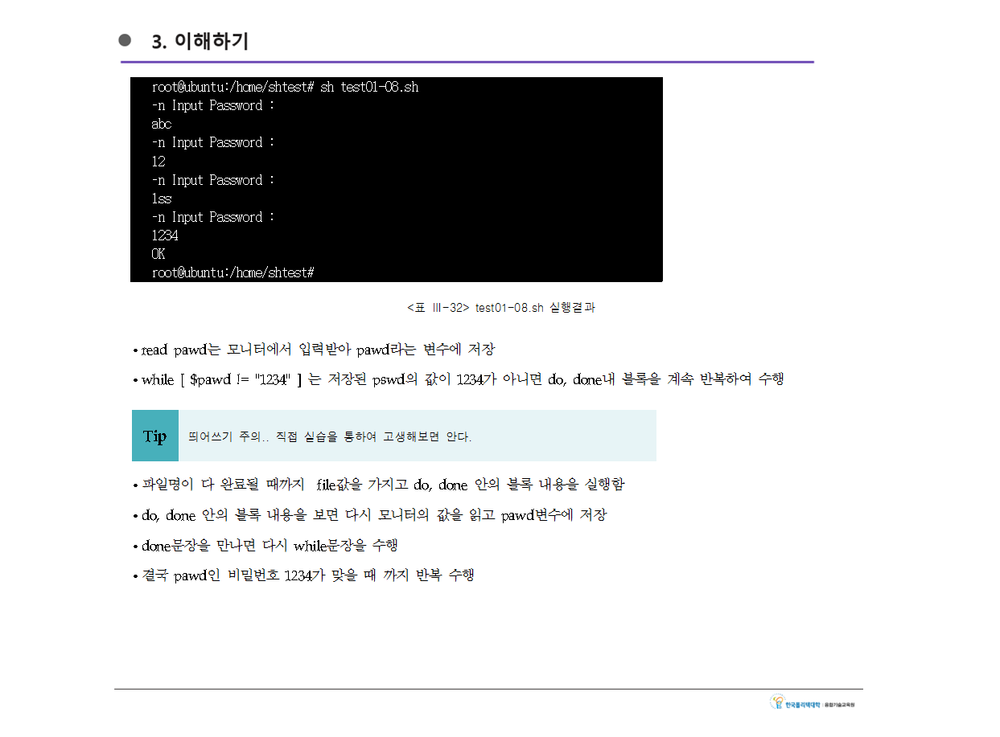 ● 3. 이해하기
root@ubuntu:/home/shtest# sh test01-08.sh
-n Input Password :
abc
-n Input Password :
12
-n Input Password :
1ss
-n Input Password :
1234
OK
root@ubuntu:/home/shtest#
<표 III-32> test01-08.sh 실행결과
• read pawd는 모니터에서 입력받아 pawd라는 변수에 저장
• while [ $pawd != "1234" ] 는 저장된 pswd의 값이 1234가 아니면 do, done내 블록을 계속 반복하여 수행
Tip 띄어쓰기 주의.. 직접 실습을 통하여 고생해보면 안다.
• 파일명이 다 완료될 때까지 file값을 가지고 do, done 안의 블록 내용을 실행함
• do, done 안의 블록 내용을 보면 다시 모니터의 값을 읽고 pawd변수에 저장
• done문장을 만나면 다시 while문장을 수행
• 결국 pawd인 비밀번호 1234가 맞을 때 까지 반복 수행
한국폴리텍대학 | 융합기술교육원